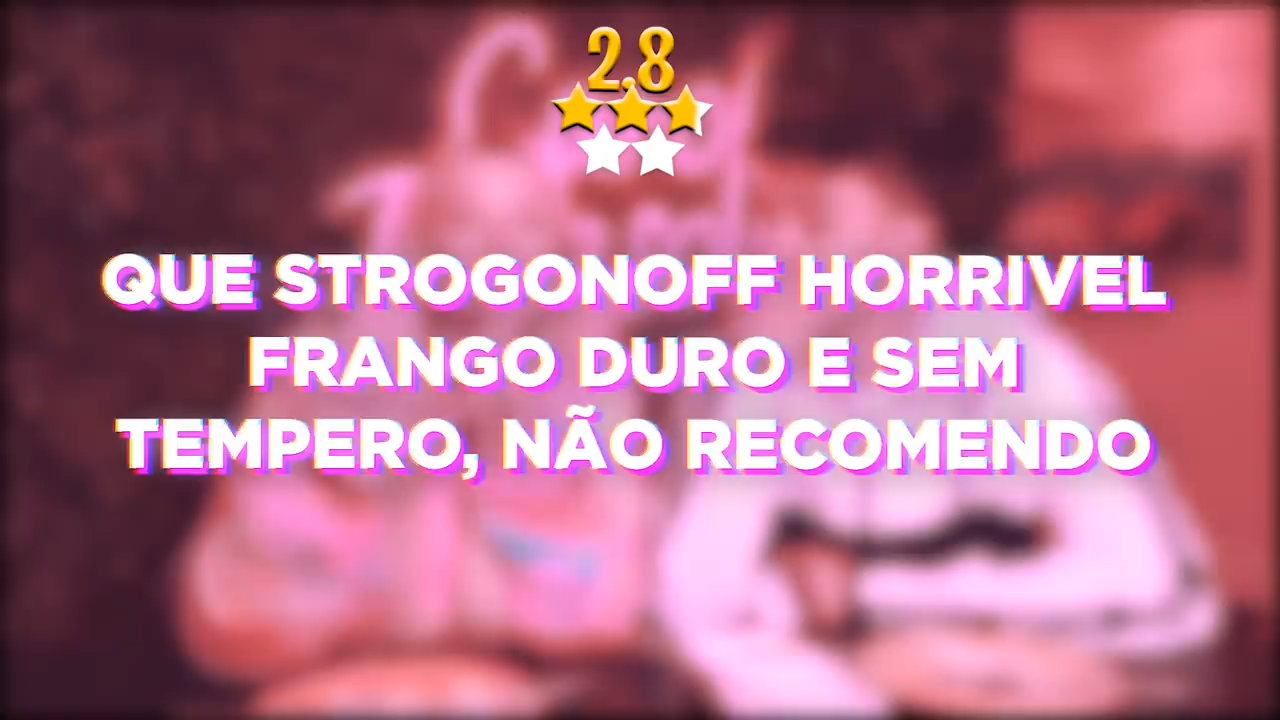 2.8
QUE STROGONOFF HORRIVEL
FRANGO DURO E SEM
TEMPERO, NÃO RECOMENDO